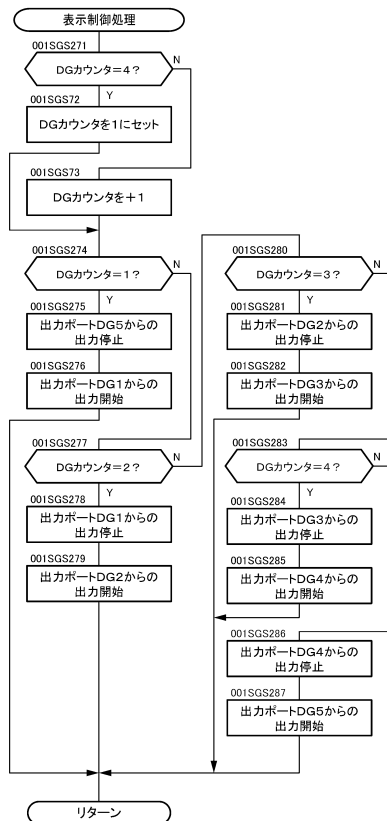 表示制御処理
001SGS271
DGカウンタ=4?
N
Y
001SGS72
DGカウンタを1にセット
001SGS73
DGカウンタを+1
001SGS274
DGカウンタ=1?
N
Y
001SGS275
出力ポートDG5からの
出力停止
001SGS276
出力ポートDG1からの
出力開始
001SGS277
DGカウンタ=2?
N
Y
001SGS278
出力ポートDG1からの
出力停止
001SGS279
出力ポートDG2からの
出力開始
001SGS280
DGカウンタ=3?
N
Y
001SGS281
出力ポートDG2からの
出力停止
001SGS282
出力ポートDG3からの
出力開始
001SGS283
DGカウンタ=4?
N
Y
001SGS284
出力ポートDG3からの
出力停止
001SGS285
出力ポートDG4からの
出力開始
001SGS286
出力ポートDG4からの
出力停止
001SGS287
出力ポートDG5からの
出力開始
リターン